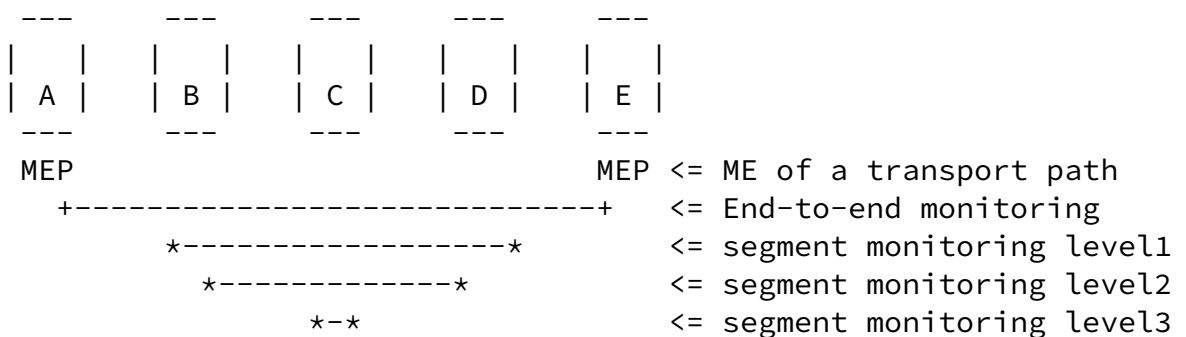 ---     ---     ---     ---     ---
|   |   |   |   |   |   |   |   |   |
| A |   | B |   | C |   | D |   | E |
 ---     ---     ---     ---     ---
 MEP                             MEP <= ME of a transport path
   +-----------------------------+   <= End-to-end monitoring
         *------------------*        <= segment monitoring level1
           *-------------*           <= segment monitoring level2
                 *-*                 <= segment monitoring level3